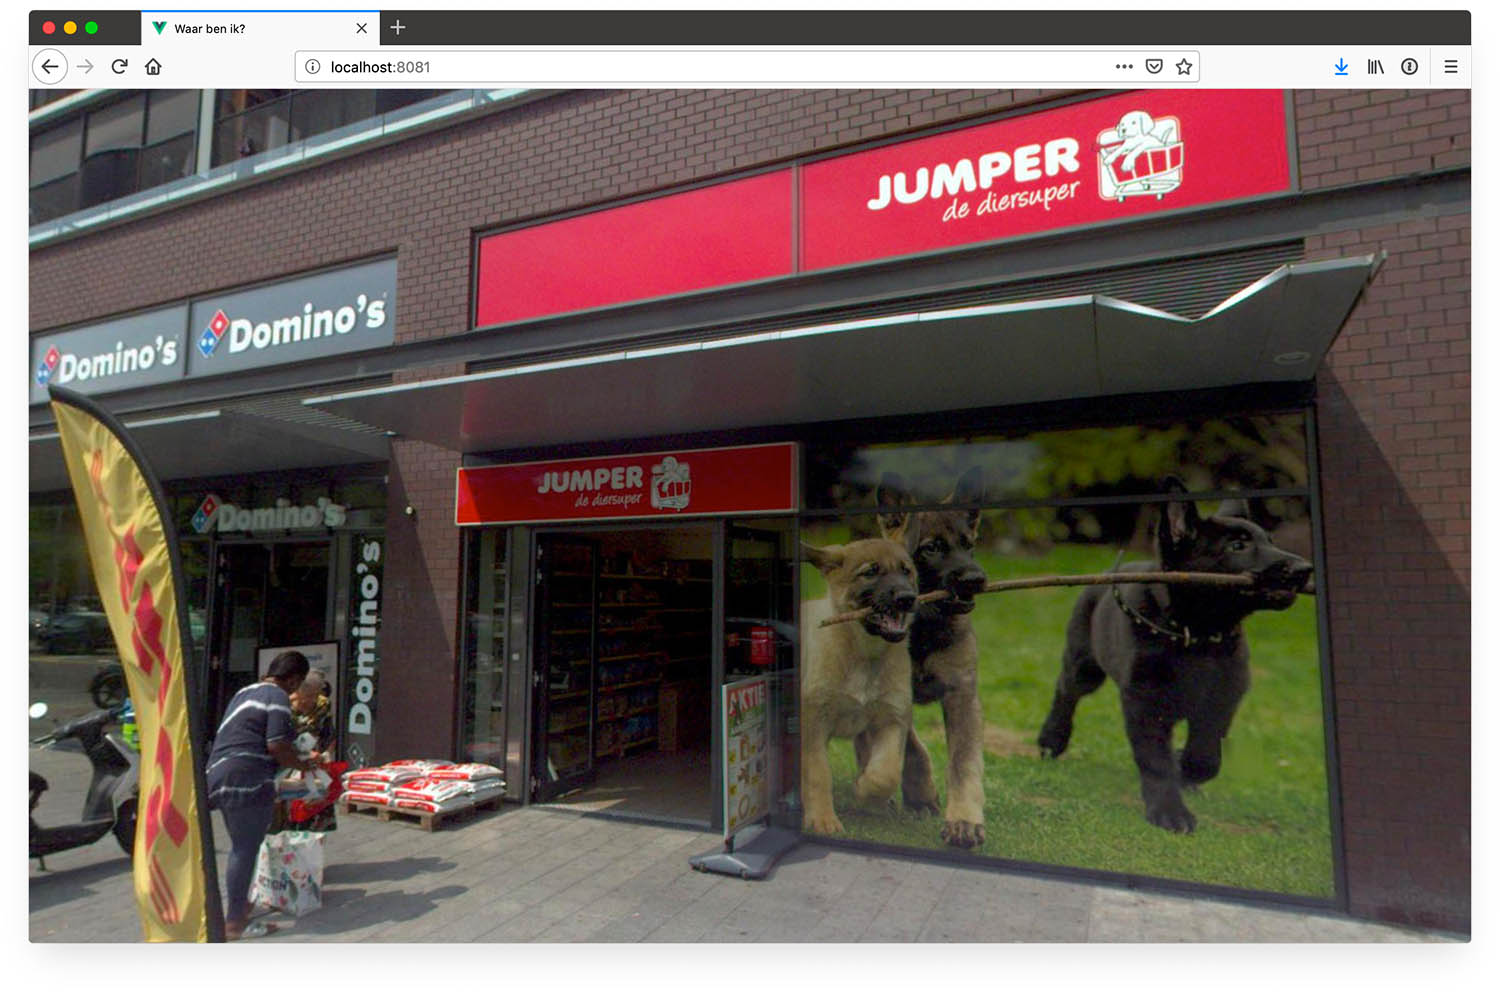 Waar ben ik?
localhost:8081
JUMPER
de diersuper
Domino's
Domino's
JUMPER
de diersuper
Domino's
Domino's
AKTIE